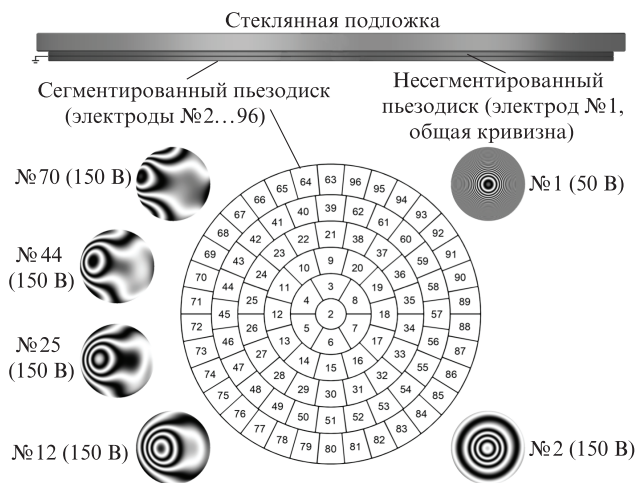 Стеклянная подложка
Сегментированный пьезодиск
(электроды №2...96)
Несегментированный
пьезодиск (электрод №1,
общая кривизна)
№70 (150 В)
№1 (50 В)
№44
(150 В)
№25
(150 В)
№12 (150 В)
№2 (150 В)
64 63 96 95
65 94
66 93
67 92
68 91
69 90
70 89
71 88
72 87
73 86
74 85
75 84
76 83
77 82
78 81
79 80
40 39 62 61
41 60
42 59
43 58
44 57
45 56
46 55
47 54
48 53
49 52
50 51
22 21 38 37
23 36
24 35
25 34
26 33
27 32
28 31
29 30
10 9 20
11 19
12 18
13 17
14 15 16
3
4 8
2
5 7
6